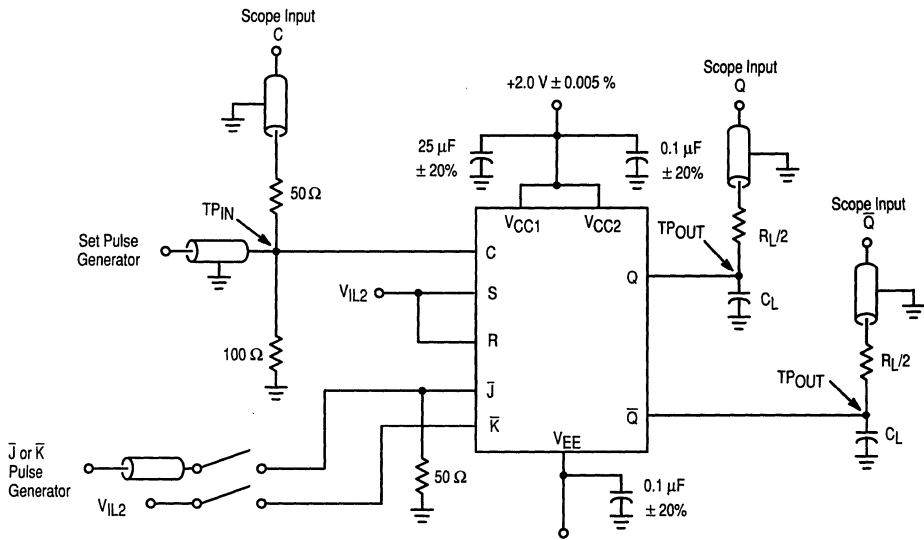 Scope Input
C
+2.0 V ± 0.005 %
Scope Input
Q
25 µF
± 20%
0.1 µF
± 20%
50 Ω
TPIN
VCC1
VCC2
TPOUT
RL/2
Scope Input
Q̅
Set Pulse
Generator
C
Q
CL
VIL2
S
R
100 Ω
RL/2
TPOUT
J̅
K̅
Q̅
CL
VEE
J̅ or K̅
Pulse
Generator
50 Ω
VIL2
0.1 µF
± 20%